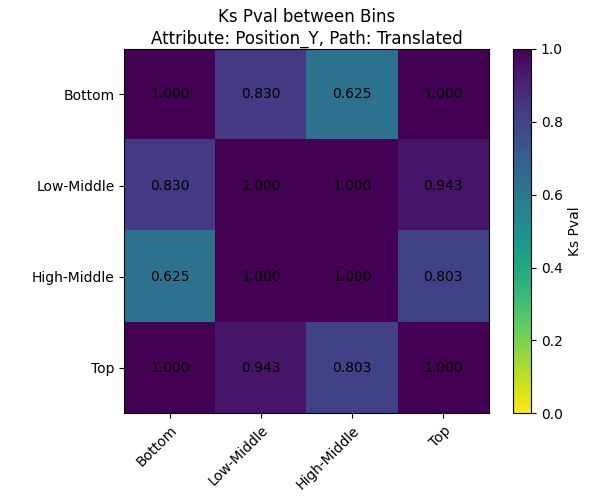 Ks Pval between Bins
Attribute: Position_Y, Path: Translated
Bottom 1.000 0.830 0.625 1.000
Low-Middle 0.830 1.000 1.000 0.943
High-Middle 0.625 1.000 1.000 0.803
Top 1.000 0.943 0.803 1.000
Bottom Low-Middle High-Middle Top
1.0
0.8
0.6
0.4
0.2
0.0
Ks Pval